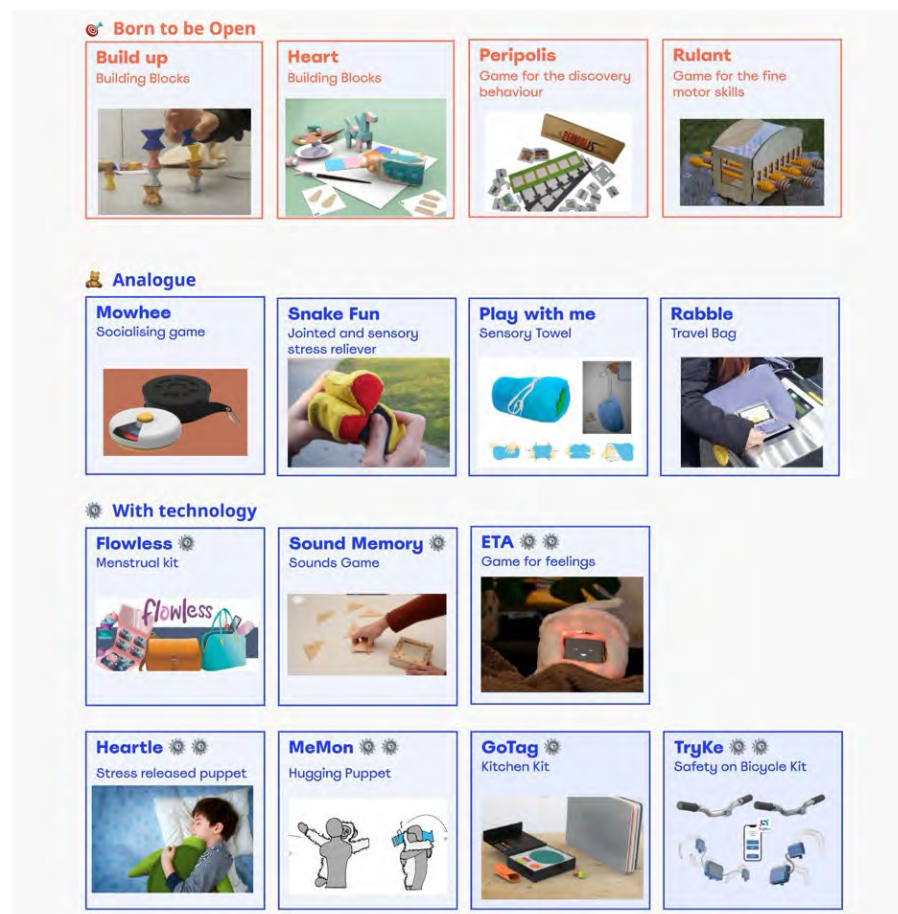 Born to be Open
Build up
Building Blocks
Heart
Building Blocks
Peripolis
Game for the discovery
behaviour
PERIPOLIS
Rulant
Game for the fine
motor skills
Analogue
Mowhee
Socialising game
Snake Fun
Jointed and sensory
stress reliever
Play with me
Sensory Towel
Rabble
Travel Bag
With technology
Flowless
Menstrual kit
flowless
Sound Memory
Sounds Game
ETA
Game for feelings
Heartle
Stress released puppet
MeMon
Hugging Puppet
GoTag
Kitchen Kit
TryKe
Safety on Bicycle Kit